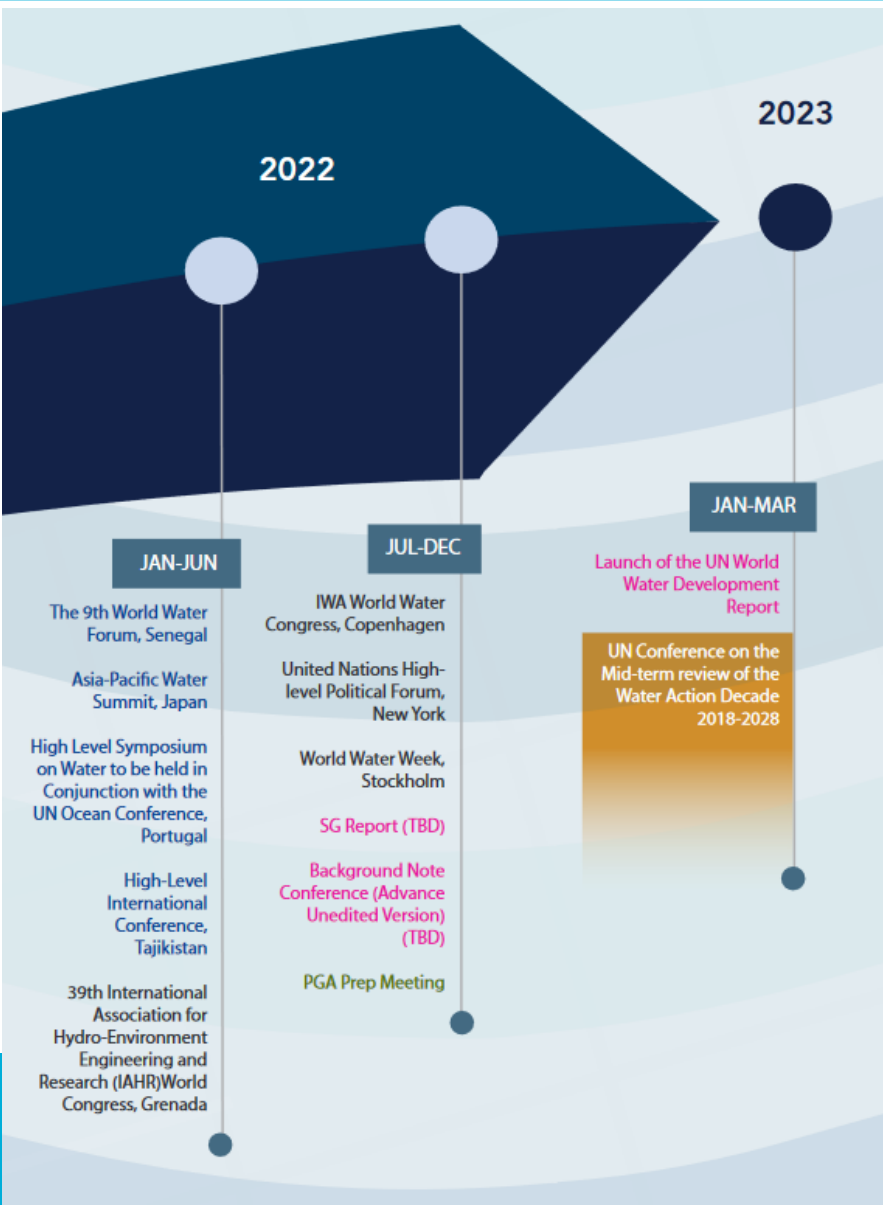 2022
2023
JAN-JUN
The 9th World Water
Forum, Senegal
Asia-Pacific Water
Summit, Japan
High Level Symposium
on Water to be held in
Conjunction with the
UN Ocean Conference,
Portugal
High-Level
International
Conference,
Tajikistan
39th International
Association for
Hydro-Environment
Engineering and
Research (IAHR)World
Congress, Grenada
JUL-DEC
IWA World Water
Congress, Copenhagen
United Nations High-
level Political Forum,
New York
World Water Week,
Stockholm
SG Report (TBD)
Background Note
Conference (Advance
Unedited Version)
(TBD)
PGA Prep Meeting
JAN-MAR
Launch of the UN World
Water Development
Report
UN Conference on the
Mid-term review of the
Water Action Decade
2018-2028